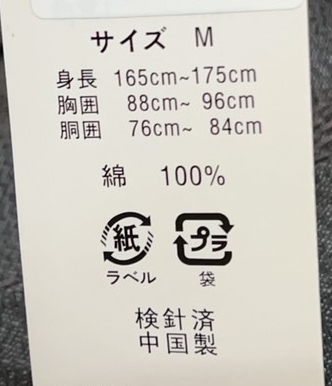 サイズ M
身長 165cm~175cm
胸囲 88cm~ 96cm
胴囲 76cm~ 84cm
綿 100%
紙 プラ
ラベル 袋
検針済
中国製